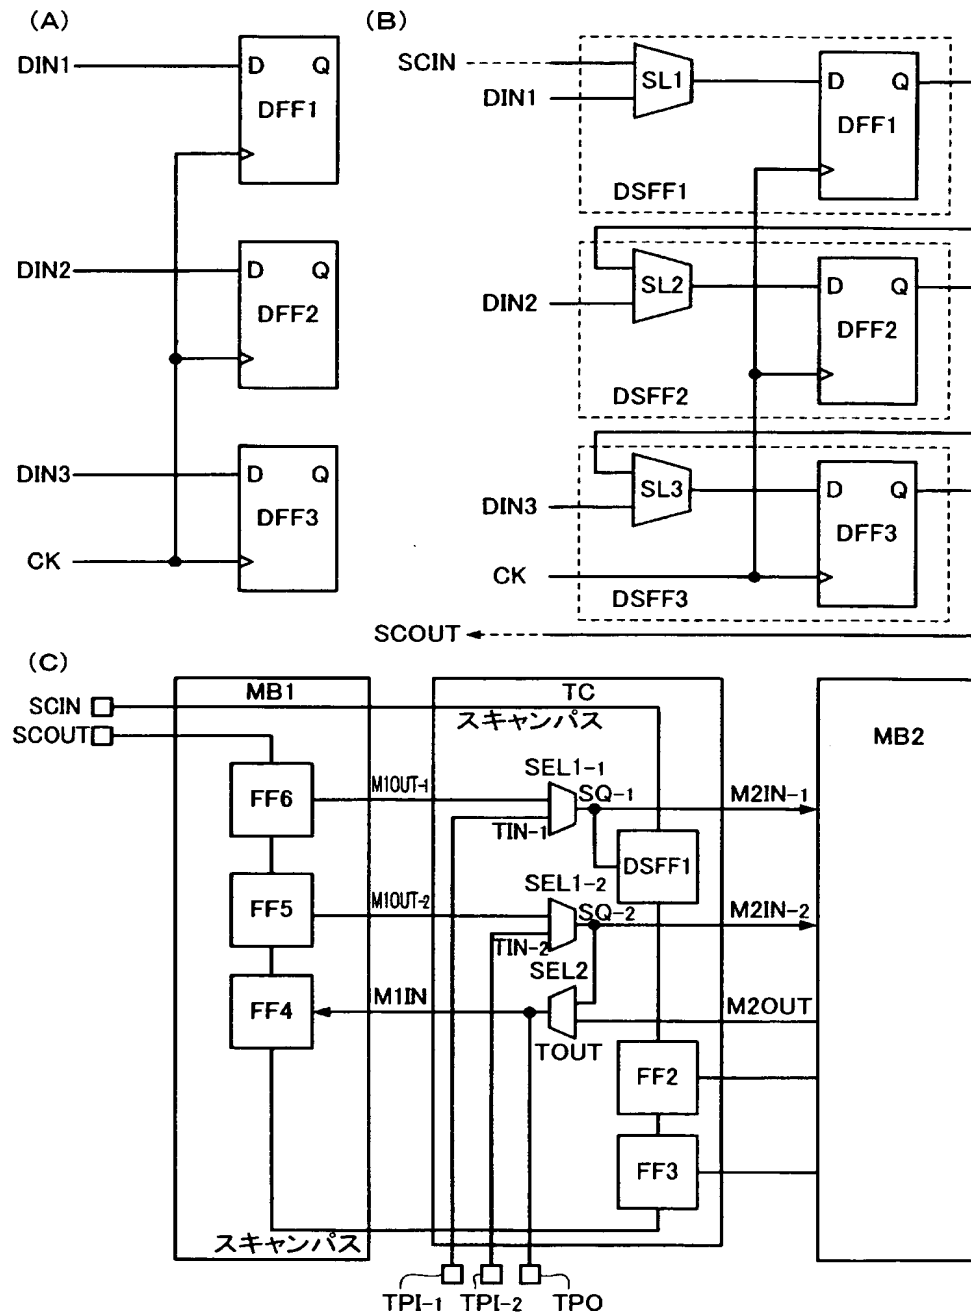 (A)
DIN1
D Q
DFF1
DIN2
D Q
DFF2
DIN3
D Q
DFF3
CK
(B)
SCIN
DIN1
SL1
D Q
DFF1
DSFF1
DIN2
SL2
D Q
DFF2
DSFF2
DIN3
SL3
D Q
DFF3
CK
DSFF3
SCOUT
(C)
SCIN
SCOUT
MB1
TC
スキャンパス
MB2
SEL1-1
FF6
M1OUT-1
SQ-1
M2IN-1
TIN-1
DSFF1
SEL1-2
FF5
M1OUT-2
SQ-2
M2IN-2
TIN-2
SEL2
FF4
M1IN
M2OUT
TOUT
FF2
FF3
スキャンパス
TPI-1 TPI-2 TPO